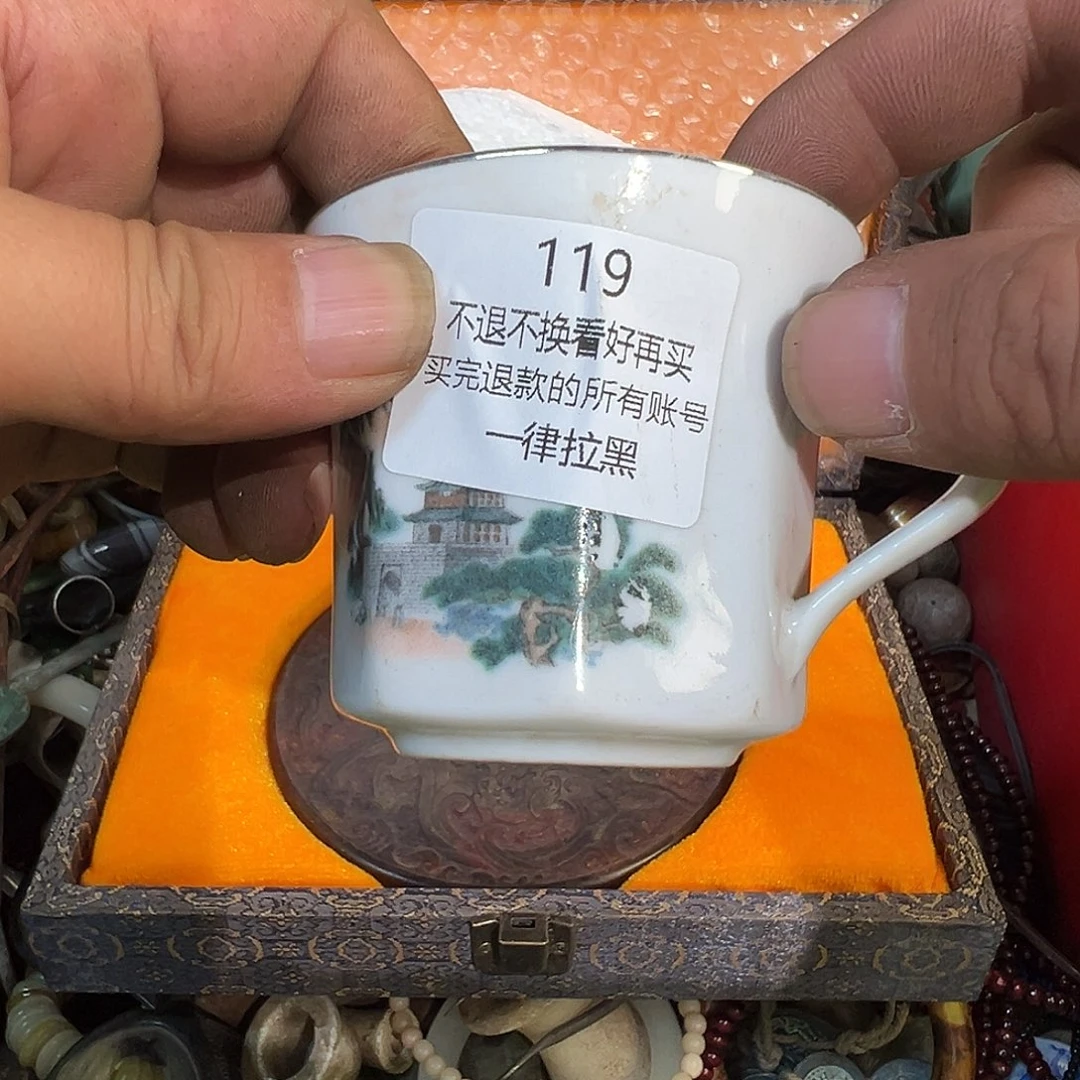 119
不退不换看好再买
买完退款的所有账号
一律拉黑